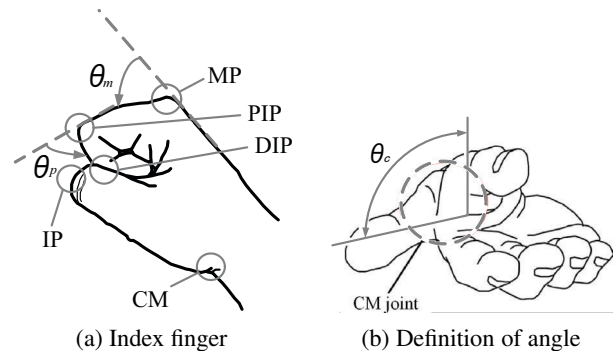 θm
MP
PIP
DIP
θp
IP
CM
(a) Index finger
θc
CM joint
(b) Definition of angle